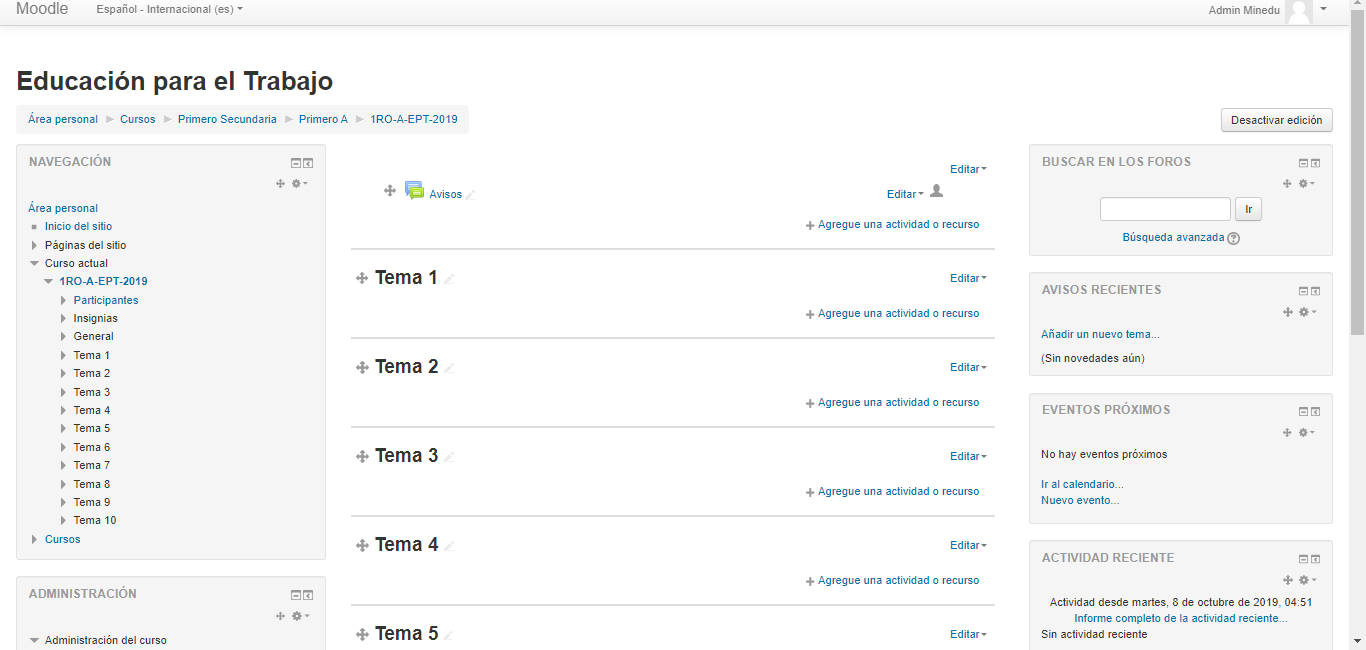 Moodle
Español - Internacional (es)
Admin Minedu
Educación para el Trabajo
Área personal
Cursos
Primero Secundaria
Primero A
1RO-A-EPT-2019
Desactivar edición
NAVEGACIÓN
Área personal
Inicio del sitio
Páginas del sitio
Curso actual
1RO-A-EPT-2019
Participantes
Insignias
General
Tema 1
Tema 2
Tema 3
Tema 4
Tema 5
Tema 6
Tema 7
Tema 8
Tema 9
Tema 10
Cursos
ADMINISTRACIÓN
Administración del curso
Editar
Avisos
Editar
Agregue una actividad o recurso
Tema 1
Editar
Agregue una actividad o recurso
Tema 2
Editar
Agregue una actividad o recurso
Tema 3
Editar
Agregue una actividad o recurso
Tema 4
Editar
Agregue una actividad o recurso
Tema 5
Editar
BUSCAR EN LOS FOROS
Ir
Búsqueda avanzada
AVISOS RECIENTES
Añadir un nuevo tema...
(Sin novedades aún)
EVENTOS PRÓXIMOS
No hay eventos próximos
Ir al calendario...
Nuevo evento...
ACTIVIDAD RECIENTE
Actividad desde martes, 8 de octubre de 2019, 04:51
Informe completo de la actividad reciente...
Sin actividad reciente